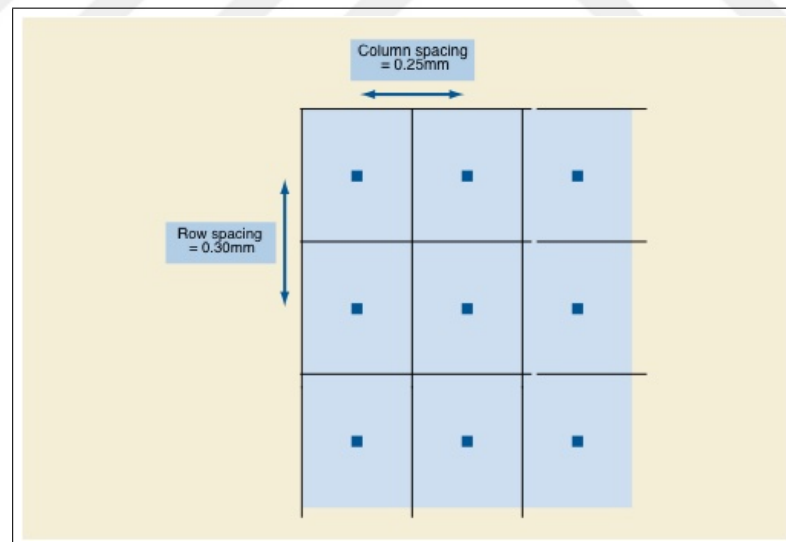 Column spacing
= 0.25mm
Row spacing
= 0.30mm